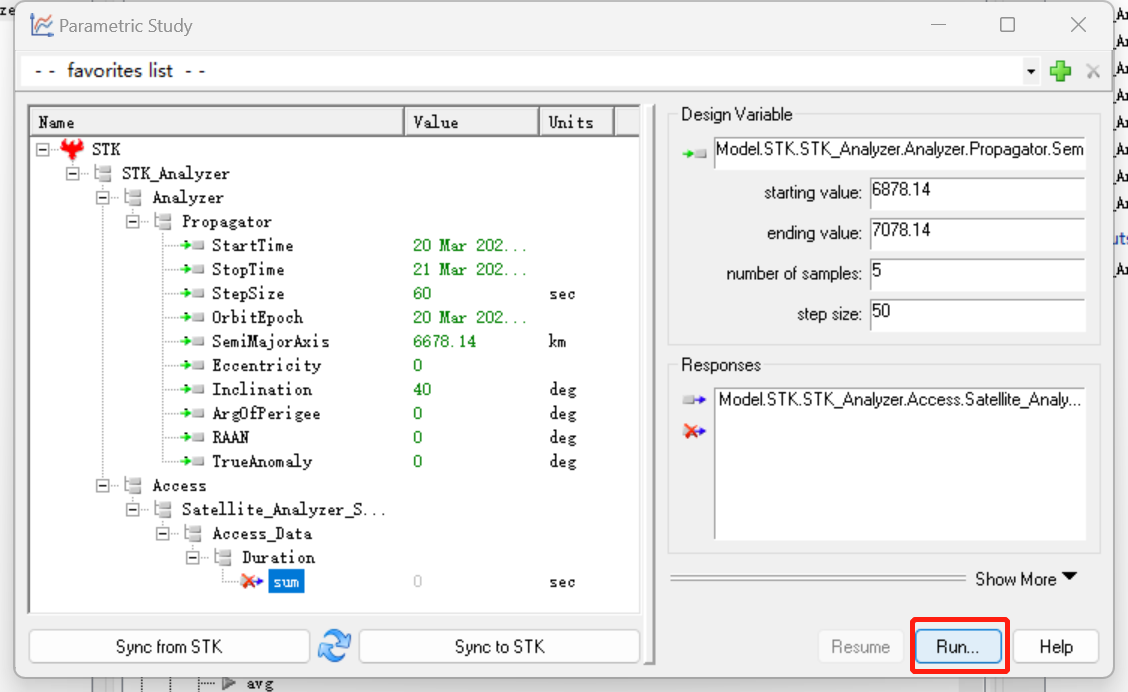 Parametric Study
-- favorites list --
Name Value Units
STK
STK_Analyzer
Analyzer
Propagator
StartTime 20 Mar 202...
StopTime 21 Mar 202...
StepSize 60 sec
OrbitEpoch 20 Mar 202...
SemiMajorAxis 6678.14 km
Eccentricity 0
Inclination 40 deg
ArgOfPerigee 0 deg
RAAN 0 deg
TrueAnomaly 0 deg
Access
Satellite_Analyzer_S...
Access_Data
Duration
sum 0 sec
Sync from STK Sync to STK
Design Variable
Model.STK.STK_Analyzer.Analyzer.Propagator.Sem
starting value: 6878.14
ending value: 7078.14
number of samples: 5
step size: 50
Responses
Model.STK.STK_Analyzer.Access.Satellite_Analy...
Show More
Resume Run... Help
avg